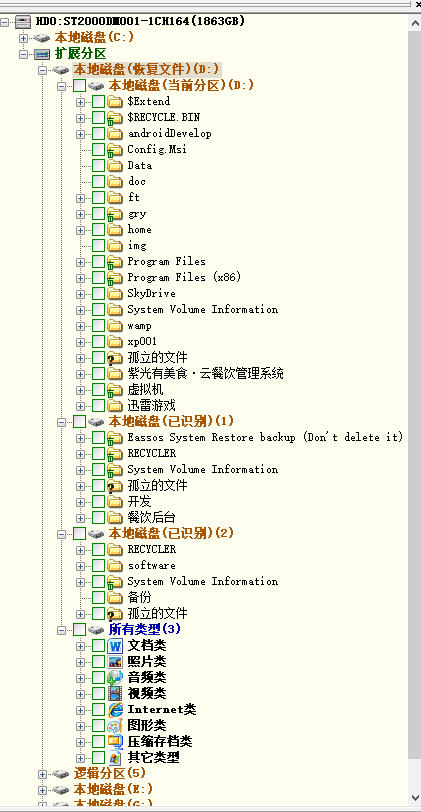 HD0:ST2000DM001-1CH164(1863GB)
本地磁盘(C:)
扩展分区
本地磁盘(恢复文件)(D:)
本地磁盘(当前分区)(D:)
$Extend
$RECYCLE.BIN
androidDevelop
Config.Msi
Data
doc
ft
gry
home
img
Program Files
Program Files (x86)
SkyDrive
System Volume Information
wamp
xp001
孤立的文件
紫光有美食·云餐饮管理系统
虚拟机
迅雷游戏
本地磁盘(已识别)(1)
Eassos System Restore backup (Don't delete it)
RECYCLER
System Volume Information
孤立的文件
开发
餐饮后台
本地磁盘(已识别)(2)
RECYCLER
software
System Volume Information
备份
孤立的文件
所有类型(3)
文档类
照片类
音频类
视频类
Internet类
图形类
压缩存档类
其它类型
逻辑分区(5)
本地磁盘(E:)
本地磁盘(G:)